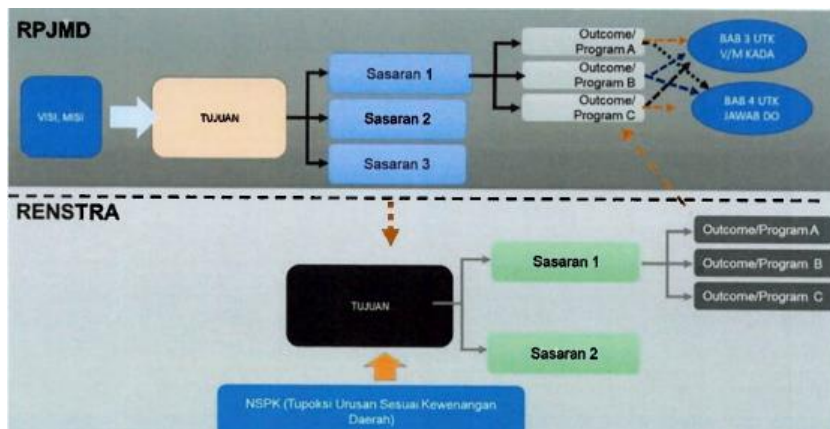 RPJMD
VISI, MISI
TUJUAN
Sasaran 1
Sasaran 2
Sasaran 3
Outcome/
Program A
Outcome/
Program B
Outcome/
Program C
BAB 3 UTK
V/M KADA
BAB 4 UTK
JAWAB DO
RENSTRA
TUJUAN
Sasaran 1
Sasaran 2
Outcome/Program A
Outcome/Program B
Outcome/Program C
NSPK (Tupoksi Urusan Sesuai Kewenangan
Daerah)